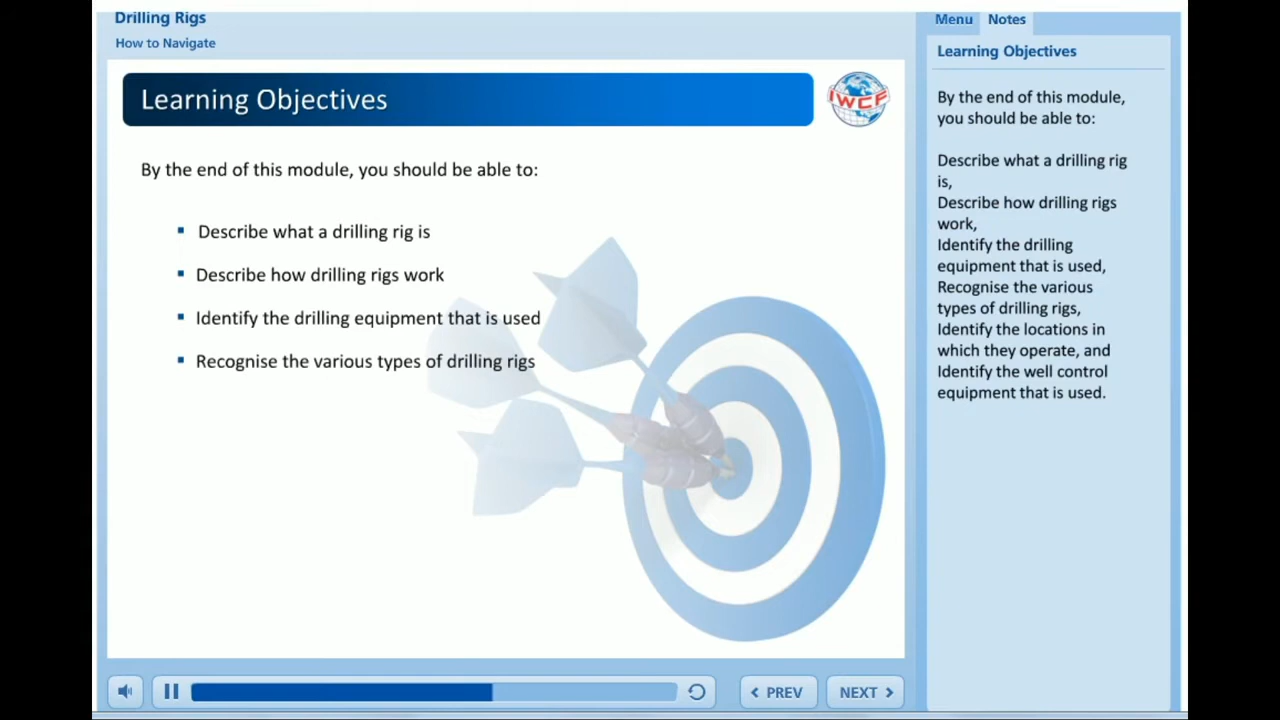 Drilling Rigs
How to Navigate
Menu
Notes
Learning Objectives
IWCF
By the end of this module, you should be able to:
Describe what a drilling rig is
Describe how drilling rigs work
Identify the drilling equipment that is used
Recognise the various types of drilling rigs
Learning Objectives
By the end of this module,
you should be able to:
Describe what a drilling rig
is,
Describe how drilling rigs
work,
Identify the drilling
equipment that is used,
Recognise the various
types of drilling rigs,
Identify the locations in
which they operate, and
Identify the well control
equipment that is used.
PREV
NEXT